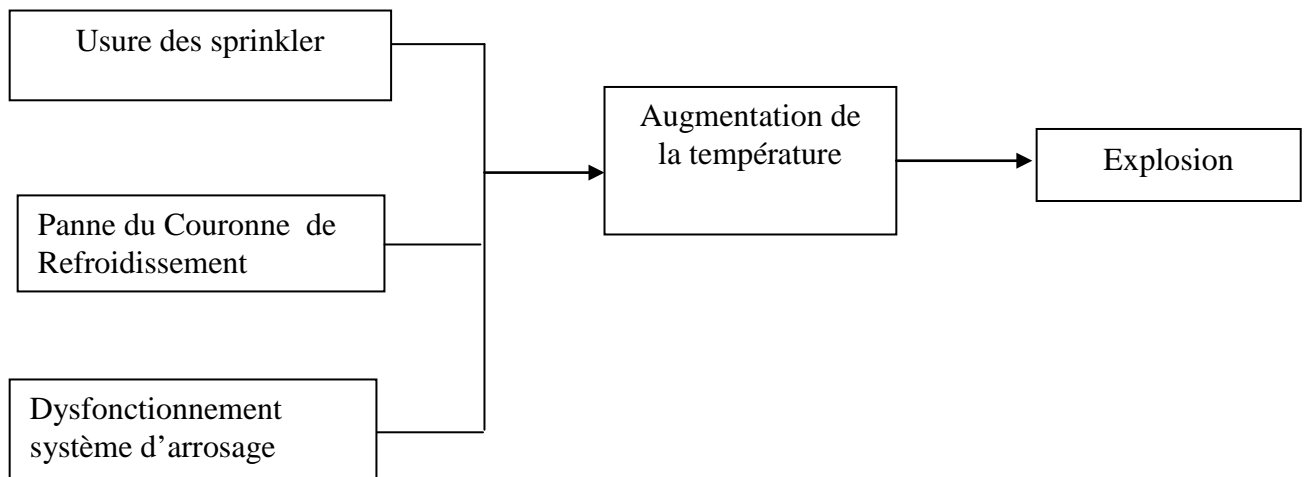 Usure des sprinkler
Augmentation de
la température
Explosion
Panne du Couronne de
Refroidissement
Dysfonctionnement
système d’arrosage